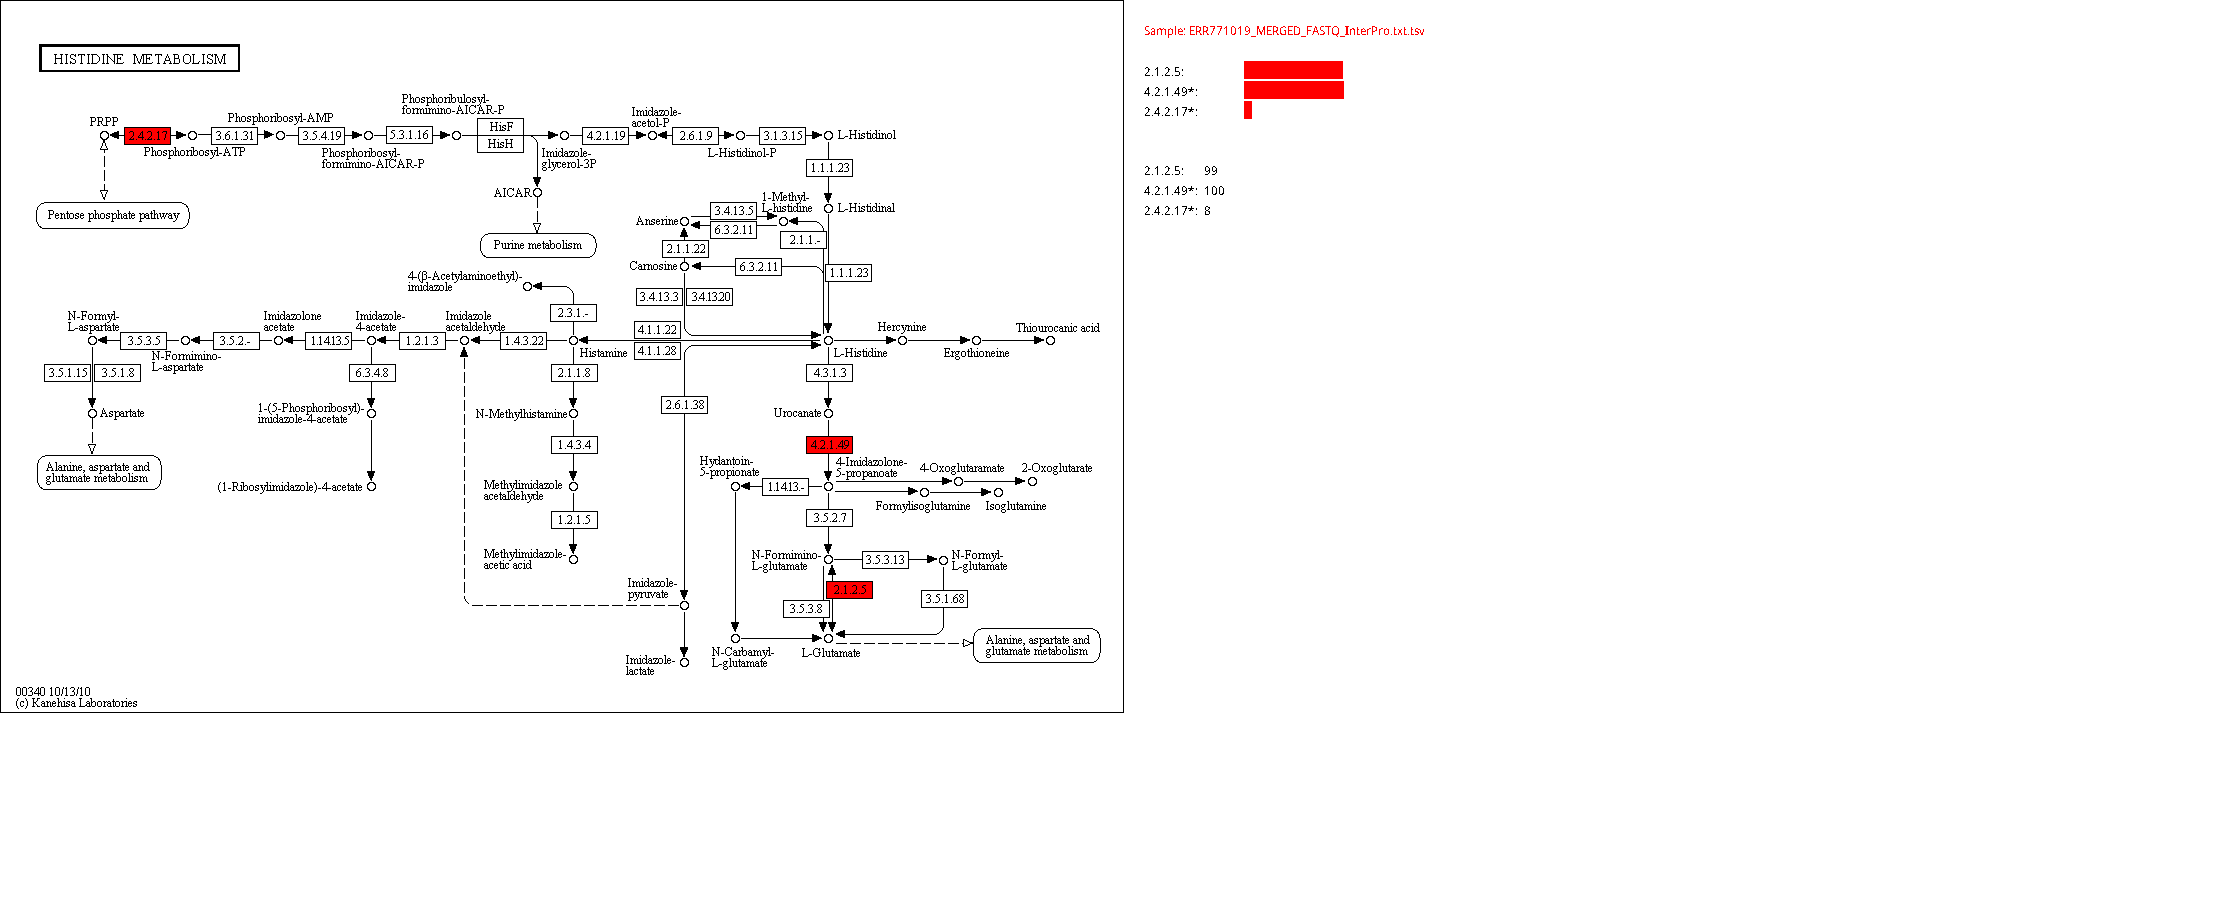 HISTIDINE METABOLISM
Sample: ERR771019_MERGED_FASTQ_InterPro.txt.tsv
2.1.2.5:
4.2.1.49*:
2.4.2.17*:
2.1.2.5: 99
4.2.1.49*: 100
2.4.2.17*: 8
PRPP
2.4.2.17
Phosphoribosyl-ATP
3.6.1.31
Phosphoribosyl-AMP
3.5.4.19
Phosphoribosyl-
formimino-AICAR-P
5.3.1.16
Phosphoribulosyl-
formimino-AICAR-P
HisF
HisH
Imidazole-
glycerol-3P
4.2.1.19
Imidazole-
acetol-P
2.6.1.9
L-Histidinol-P
3.1.3.15
L-Histidinol
1.1.1.23
L-Histidinal
Pentose phosphate pathway
AICAR
Purine metabolism
Anserine
3.4.13.5
6.3.2.11
1-Methyl-
L-histidine
2.1.1.-
2.1.1.22
Carnosine
6.3.2.11
1.1.1.23
3.4.13.3
3.4.13.20
4-(β-Acetylaminoethyl)-
imidazole
2.3.1.-
N-Formyl-
L-aspartate
3.5.3.5
N-Formimino-
L-aspartate
3.5.2.-
Imidazolone
acetate
1.14.13.5
Imidazole-
4-acetate
1.2.1.3
Imidazole
acetaldehyde
1.4.3.22
Histamine
4.1.1.22
4.1.1.28
L-Histidine
Hercynine
Ergothioneine
Thiourocanic acid
3.5.1.15
3.5.1.8
6.3.4.8
2.1.1.8
4.3.1.3
2.6.1.38
Aspartate
1-(5-Phosphoribosyl)-
imidazole-4-acetate
N-Methylhistamine
Urocanate
1.4.3.4
4.2.1.49
Alanine, aspartate and
glutamate metabolism
(1-Ribosylimidazole)-4-acetate
Methylimidazole
acetaldehyde
Hydantoin-
5-propionate
1.14.13.-
4-Imidazolone-
5-propanoate
4-Oxoglutaramate
2-Oxoglutarate
Formylisoglutamine
Isoglutamine
1.2.1.5
3.5.2.7
Methylimidazole-
acetic acid
N-Formimino-
L-glutamate
3.5.3.13
N-Formyl-
L-glutamate
Imidazole-
pyruvate
2.1.2.5
3.5.3.8
3.5.1.68
Imidazole-
lactate
N-Carbamyl-
L-glutamate
L-Glutamate
Alanine, aspartate and
glutamate metabolism
00340 10/13/10
(c) Kanehisa Laboratories